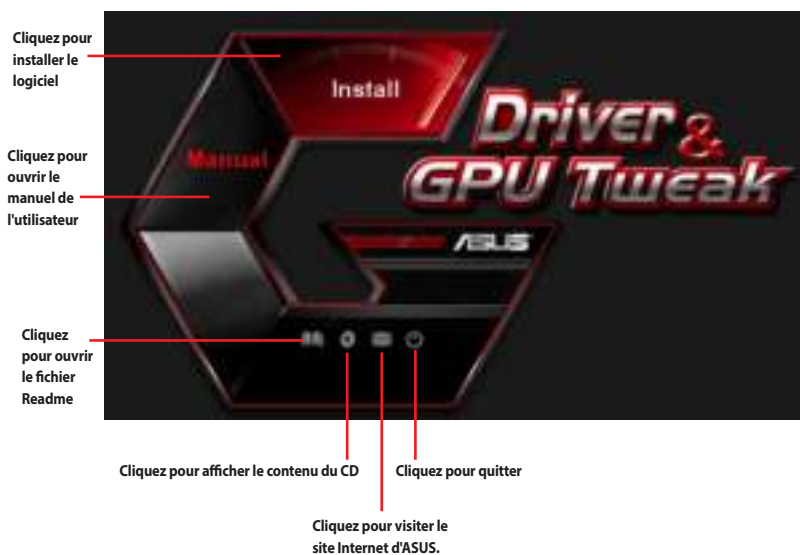 Cliquez pour
installer le
logiciel
Install
Driver &
GPU Tweak
Cliquez pour
ouvrir le
manuel de
l'utilisateur
Manual
ASUS
Cliquez
pour ouvrir
le fichier
Readme
Cliquez pour afficher le contenu du CD
Cliquez pour quitter
Cliquez pour visiter le
site Internet d'ASUS.